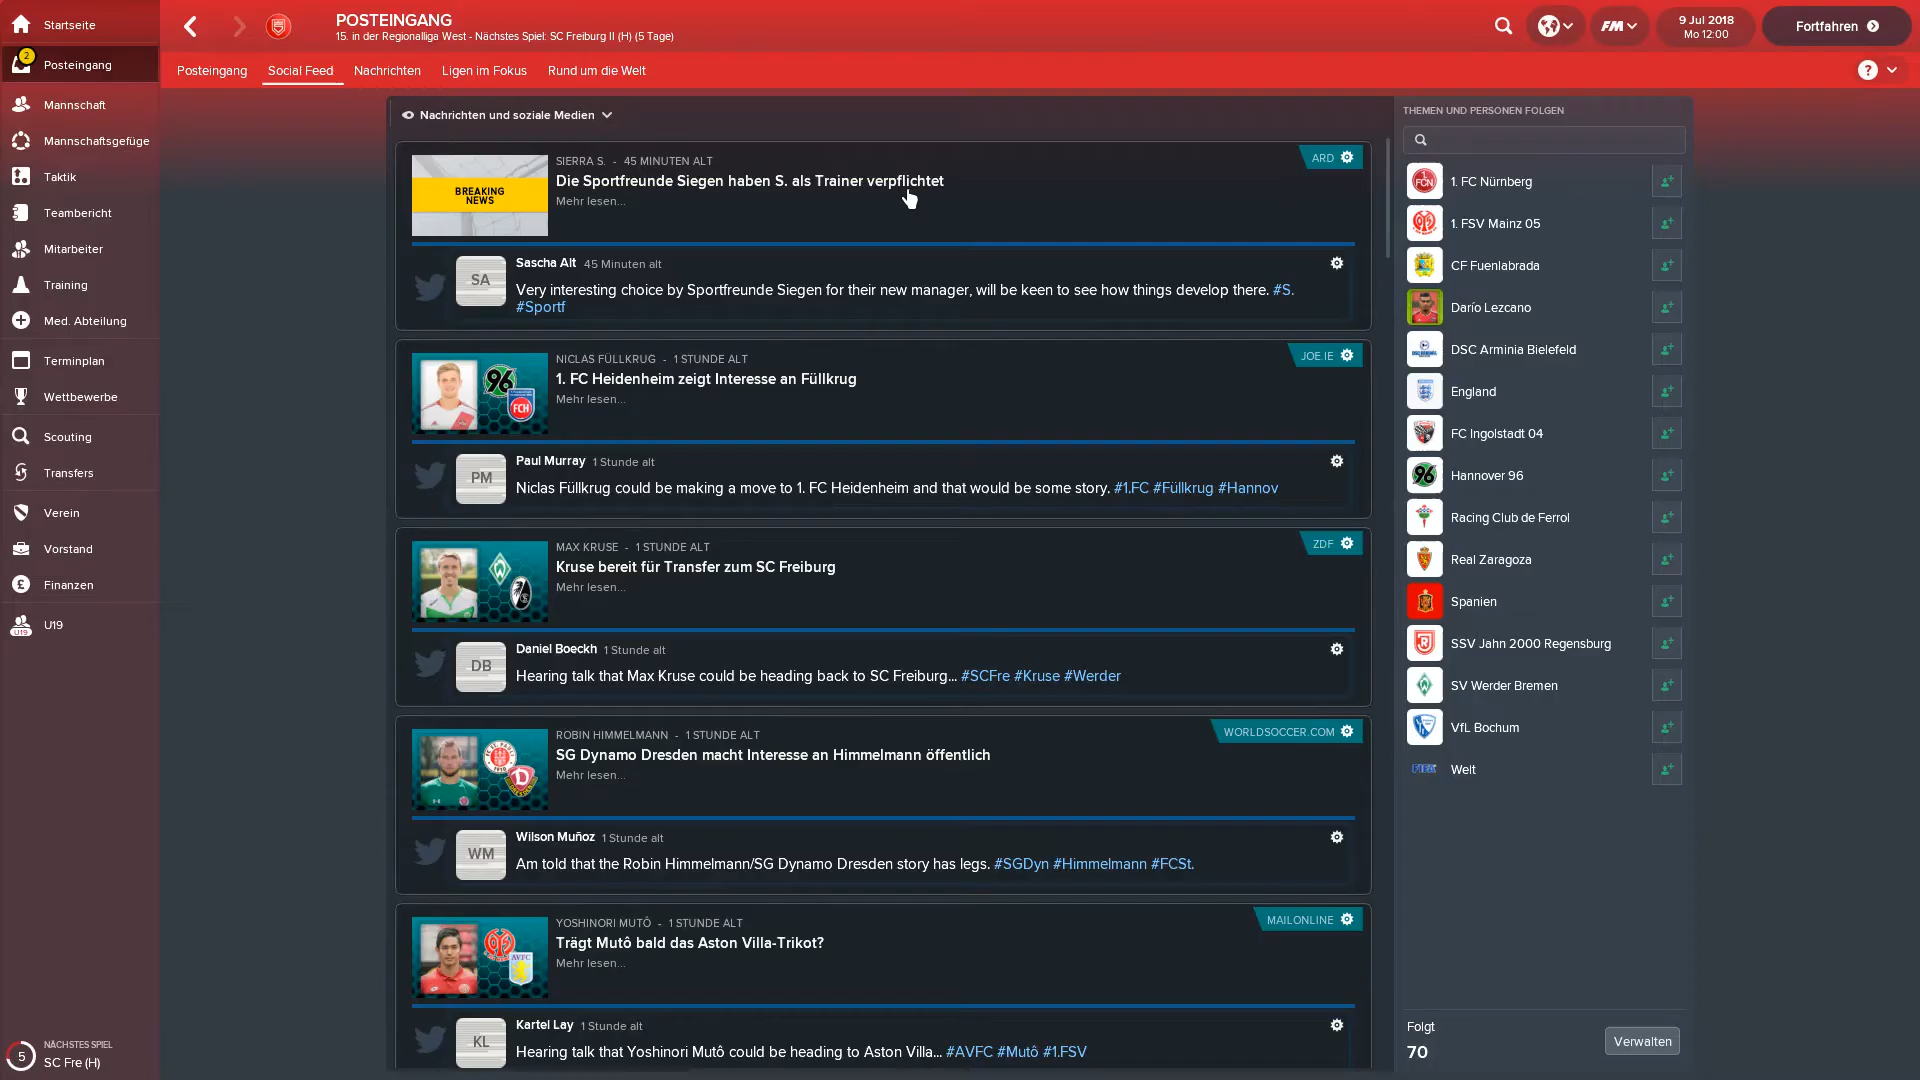 Startseite
2
Posteingang
Mannschaft
Mannschaftsgefüge
Taktik
Teambericht
Mitarbeiter
Training
Med. Abteilung
Terminplan
Wettbewerbe
Scouting
Transfers
Verein
Vorstand
Finanzen
U19
U19
NÄCHSTES SPIEL
5
SC Fre (H)
POSTEINGANG
15. in der Regionalliga West - Nächstes Spiel: SC Freiburg II (H) (5 Tage)
FM
9 Jul 2018
Mo 12:00
Fortfahren
Posteingang
Social Feed
Nachrichten
Ligen im Fokus
Rund um die Welt
?
Nachrichten und soziale Medien
SIERRA S. - 45 MINUTEN ALT
ARD
BREAKING
NEWS
Die Sportfreunde Siegen haben S. als Trainer verpflichtet
Mehr lesen...
SA
Sascha Alt 45 Minuten alt
Very interesting choice by Sportfreunde Siegen for their new manager, will be keen to see how things develop there. #S.
#Sportf
NICLAS FÜLLKRUG - 1 STUNDE ALT
JOE.IE
96
FCH
1. FC Heidenheim zeigt Interesse an Füllkrug
Mehr lesen...
PM
Paul Murray 1 Stunde alt
Niclas Füllkrug could be making a move to 1. FC Heidenheim and that would be some story. #1.FC #Füllkrug #Hannov
MAX KRUSE - 1 STUNDE ALT
ZDF
Kruse bereit für Transfer zum SC Freiburg
Mehr lesen...
DB
Daniel Boeckh 1 Stunde alt
Hearing talk that Max Kruse could be heading back to SC Freiburg... #SCFre #Kruse #Werder
ROBIN HIMMELMANN - 1 STUNDE ALT
WORLDSOCCER.COM
SG Dynamo Dresden macht Interesse an Himmelmann öffentlich
Mehr lesen...
WM
Wilson Muñoz 1 Stunde alt
Am told that the Robin Himmelmann/SG Dynamo Dresden story has legs. #SGDyn #Himmelmann #FCSt.
YOSHINORI MUTÔ - 1 STUNDE ALT
MAILONLINE
AVFC
Trägt Mutô bald das Aston Villa-Trikot?
Mehr lesen...
KL
Kartel Lay 1 Stunde alt
Hearing talk that Yoshinori Mutô could be heading to Aston Villa... #AVFC #Mutô #1.FSV
THEMEN UND PERSONEN FOLGEN
1. FC Nürnberg
1. FSV Mainz 05
CF Fuenlabrada
Darío Lezcano
DSC Arminia Bielefeld
England
FC Ingolstadt 04
96
Hannover 96
Racing Club de Ferrol
Real Zaragoza
Spanien
SSV Jahn 2000 Regensburg
SV Werder Bremen
VfL Bochum
FIFA
Welt
Folgt
70
Verwalten